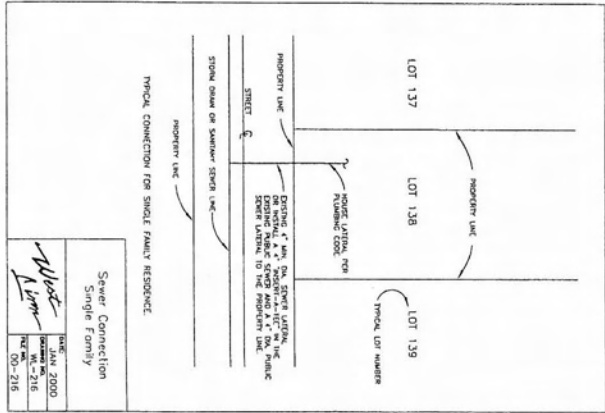 LOT 137
LOT 138
LOT 139
PROPERTY LINE
TYPICAL LOT NUMBER
HOUSE LATERAL PER
PLUMBING CODE
PROPERTY LINE
EXISTING 4" MIN. DIA. SEWER LATERAL
OR INSTALL A 4" "INSERT-A-TEE" IN THE
EXISTING PUBLIC SEWER AND A 4" DIA. PUBLIC
SEWER LATERAL TO THE PROPERTY LINE.
STREET
STORM DRAIN OR SANITARY SEWER LINE
PROPERTY LINE
TYPICAL CONNECTION FOR SINGLE FAMILY RESIDENCE.
Sewer Connection
Single Family
West
Linn
DATE:
JAN 2000
DRAWING NO.
WL-216
FILE NO.
00-216